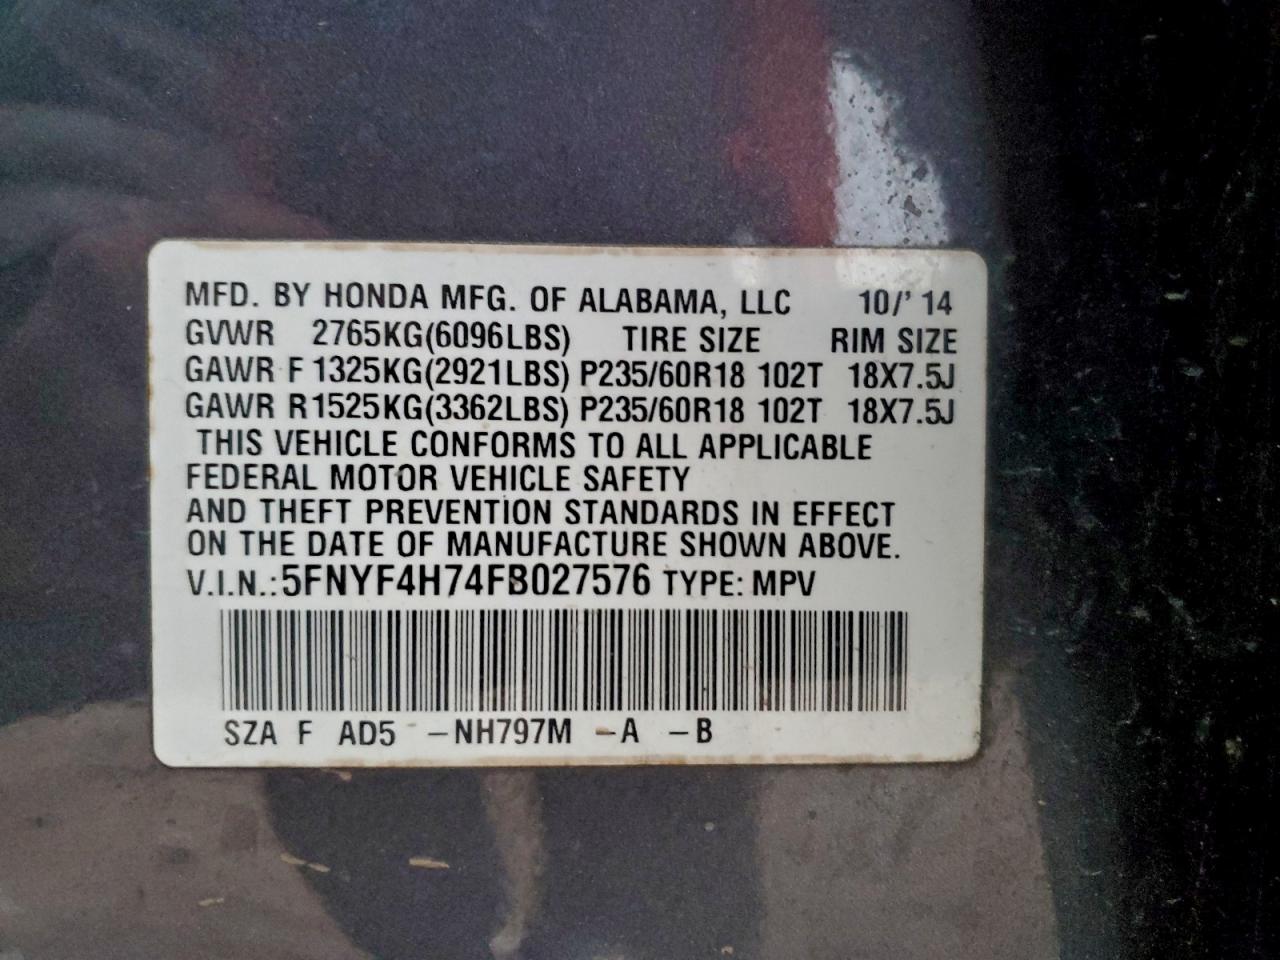 MFD. BY HONDA MFG. OF ALABAMA, LLC 10/' 14
GVWR 2765KG(6096LBS) TIRE SIZE RIM SIZE
GAWR F 1325KG(2921LBS) P235/60R18 102T 18X7.5J
GAWR R1525KG(3362LBS) P235/60R18 102T 18X7.5J
THIS VEHICLE CONFORMS TO ALL APPLICABLE
FEDERAL MOTOR VEHICLE SAFETY
AND THEFT PREVENTION STANDARDS IN EFFECT
ON THE DATE OF MANUFACTURE SHOWN ABOVE.
V.I.N.:5FNYF4H74FB027576 TYPE: MPV
SZA F AD5 -NH797M -A -B